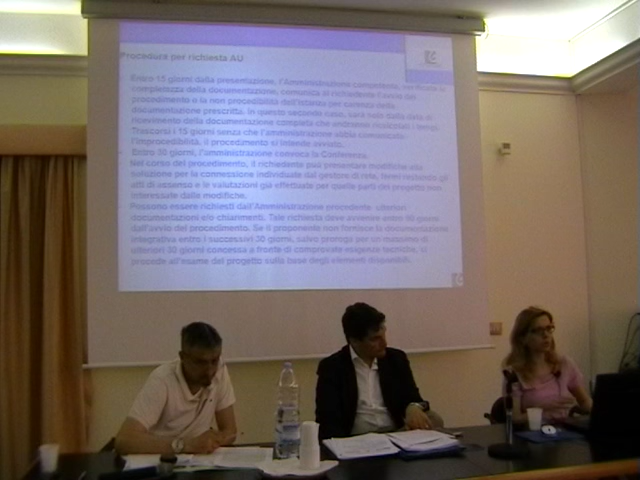 Procedure per richiesta AU
Entro 15 giorni dalla presentazione, l'Amministrazione competente, verificata la
completezza della documentazione, comunica al richiedente l'avvio del
procedimento o la non procedibilità dell'istanza per carenza della
documentazione prescritta. In questo secondo caso, sarà solo dalla data di
ricevimento della documentazione completa che andranno ricalcolati i tempi.
Trascorsi i 15 giorni senza che l'amministrazione abbia comunicato
l'improcedibilità, il procedimento si intende avviato.
Entro 30 giorni, l'amministrazione convoca la Conferenza.
Nel corso del procedimento, il richiedente può presentare modifiche alla
soluzione per la connessione individuate dal gestore di rete, fermi restando gli
atti di assenso e le valutazioni già effettuate per quelle parti del progetto non
interessate dalle modifiche.
Possono essere richiesti dall'Amministrazione procedente ulteriori
documentazioni e/o chiarimenti. Tale richiesta deve avvenire entro 90 giorni
dall'avvio del procedimento. Se il proponente non fornisce la documentazione
integrativa entro i successivi 30 giorni, salvo proroga per un massimo di
ulteriori 30 giorni concessa a fronte di comprovate esigenze tecniche, si
procede all'esame del progetto sulla base degli elementi disponibili.